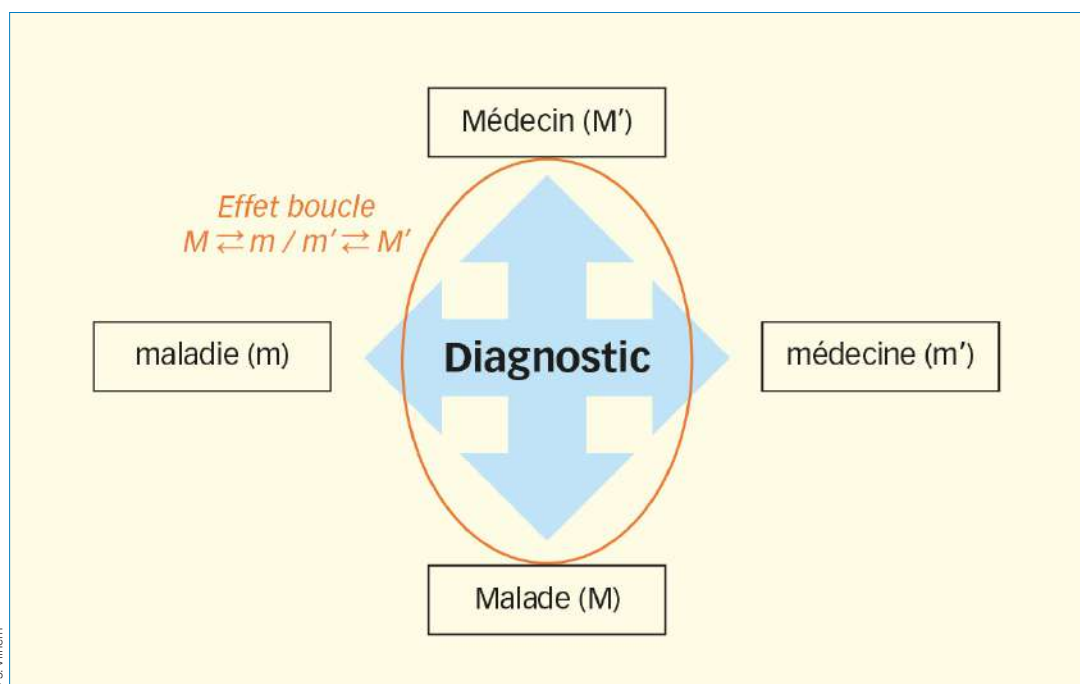 Médecin (M′)
Effet boucle
M ⇄ m / m′ ⇄ M′
maladie (m)
Diagnostic
médecine (m′)
Malade (M)